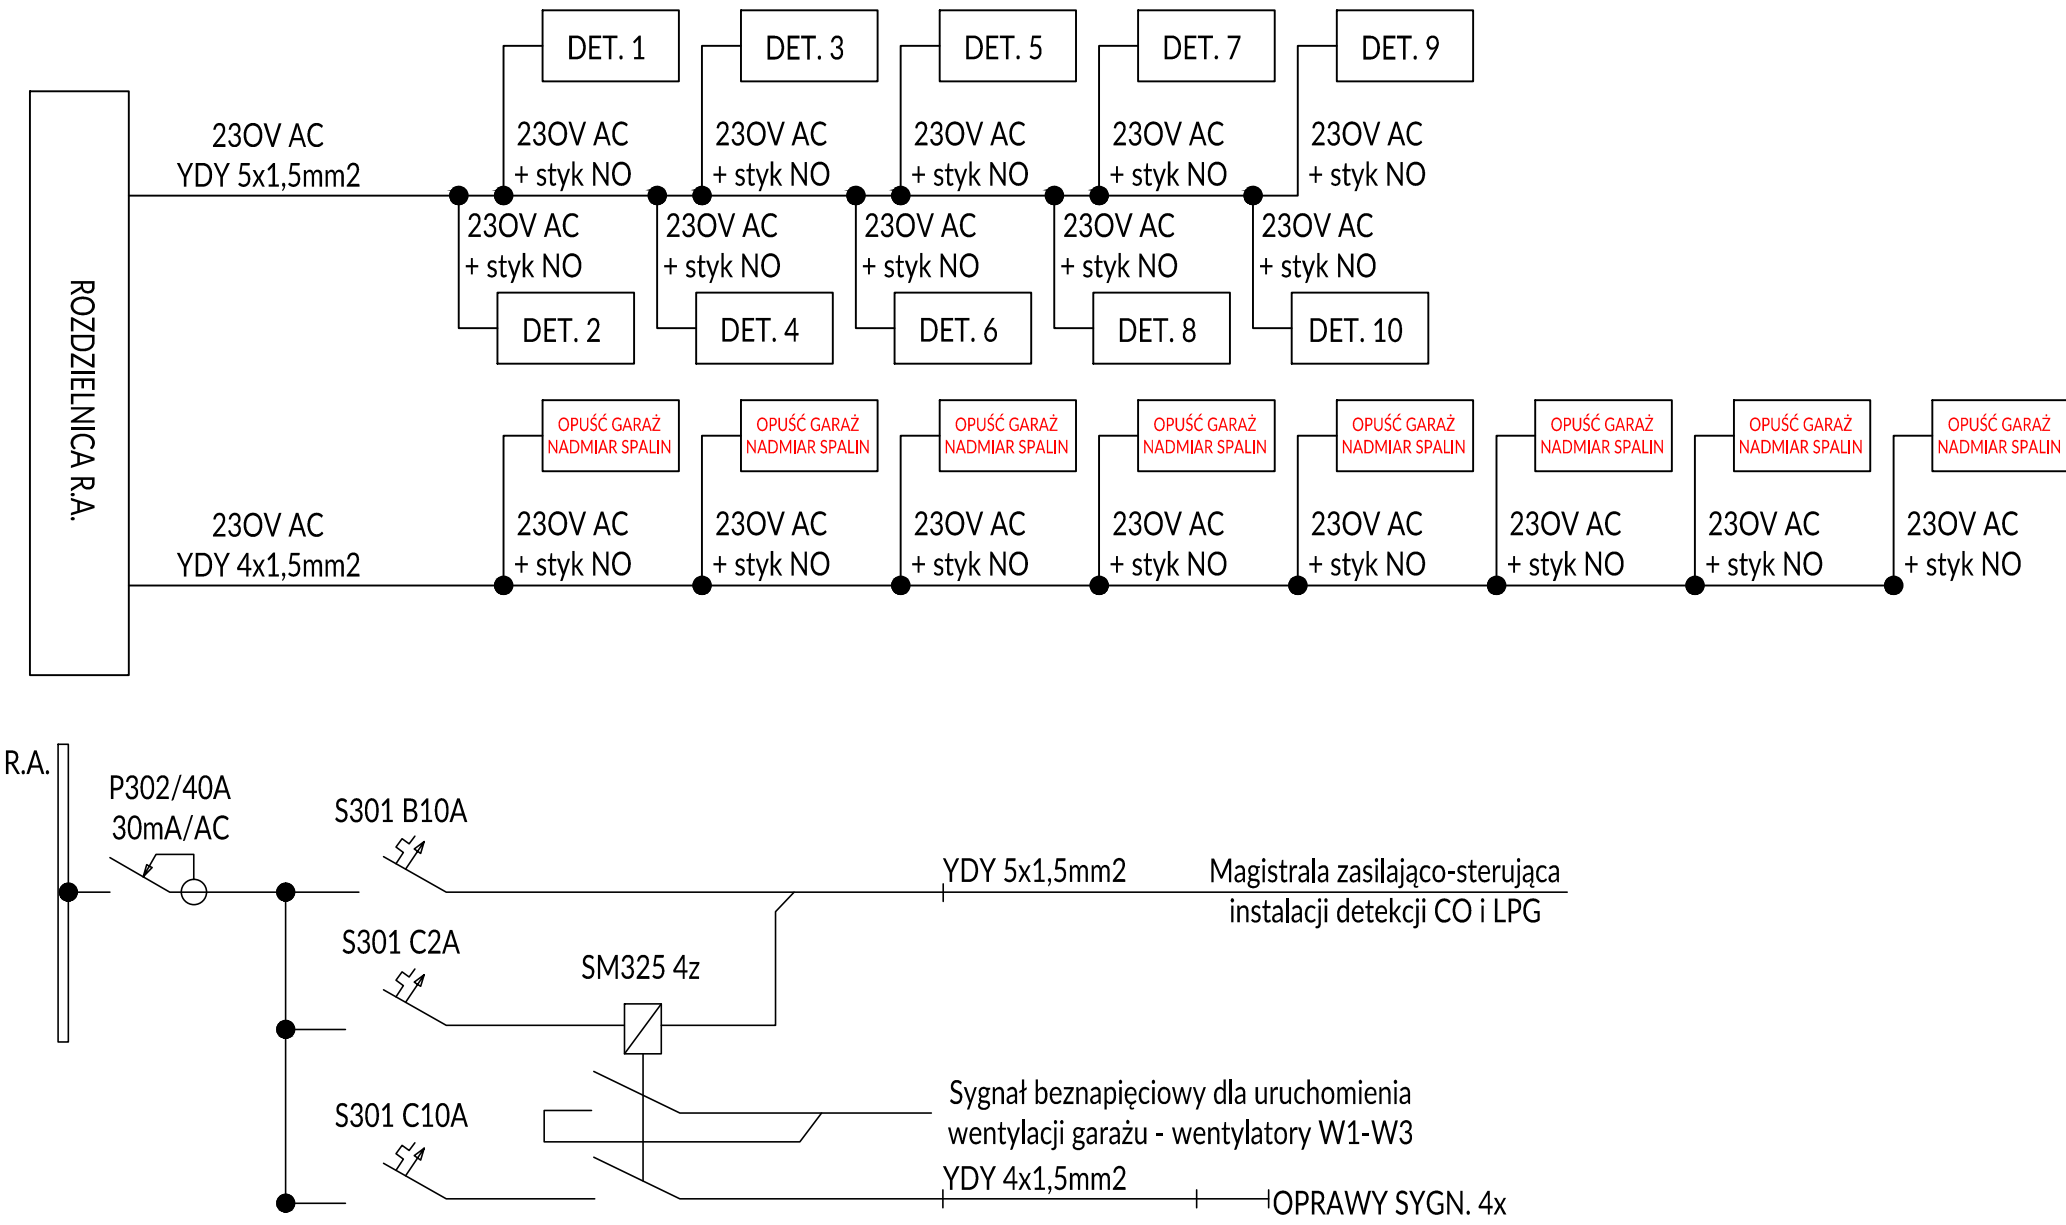 DET. 1
DET. 3
DET. 5
DET. 7
DET. 9
230V AC
YDY 5x1,5mm2
230V AC
+ styk NO
230V AC
+ styk NO
230V AC
+ styk NO
230V AC
+ styk NO
230V AC
+ styk NO
230V AC
+ styk NO
230V AC
+ styk NO
230V AC
+ styk NO
230V AC
+ styk NO
230V AC
+ styk NO
DET. 2
DET. 4
DET. 6
DET. 8
DET. 10
ROZDZIELNICA R.A.
OPUŚĆ GARAŻ
NADMIAR SPALIN
OPUŚĆ GARAŻ
NADMIAR SPALIN
OPUŚĆ GARAŻ
NADMIAR SPALIN
OPUŚĆ GARAŻ
NADMIAR SPALIN
OPUŚĆ GARAŻ
NADMIAR SPALIN
OPUŚĆ GARAŻ
NADMIAR SPALIN
OPUŚĆ GARAŻ
NADMIAR SPALIN
OPUŚĆ GARAŻ
NADMIAR SPALIN
230V AC
YDY 4x1,5mm2
230V AC
+ styk NO
230V AC
+ styk NO
230V AC
+ styk NO
230V AC
+ styk NO
230V AC
+ styk NO
230V AC
+ styk NO
230V AC
+ styk NO
230V AC
+ styk NO
R.A.
P302/40A
30mA/AC
S301 B10A
YDY 5x1,5mm2
Magistrala zasilająco-sterująca
instalacji detekcji CO i LPG
S301 C2A
SM325 4z
Sygnał beznapięciowy dla uruchomienia
wentylacji garażu - wentylatory W1-W3
S301 C10A
YDY 4x1,5mm2
OPRAWY SYGN. 4x